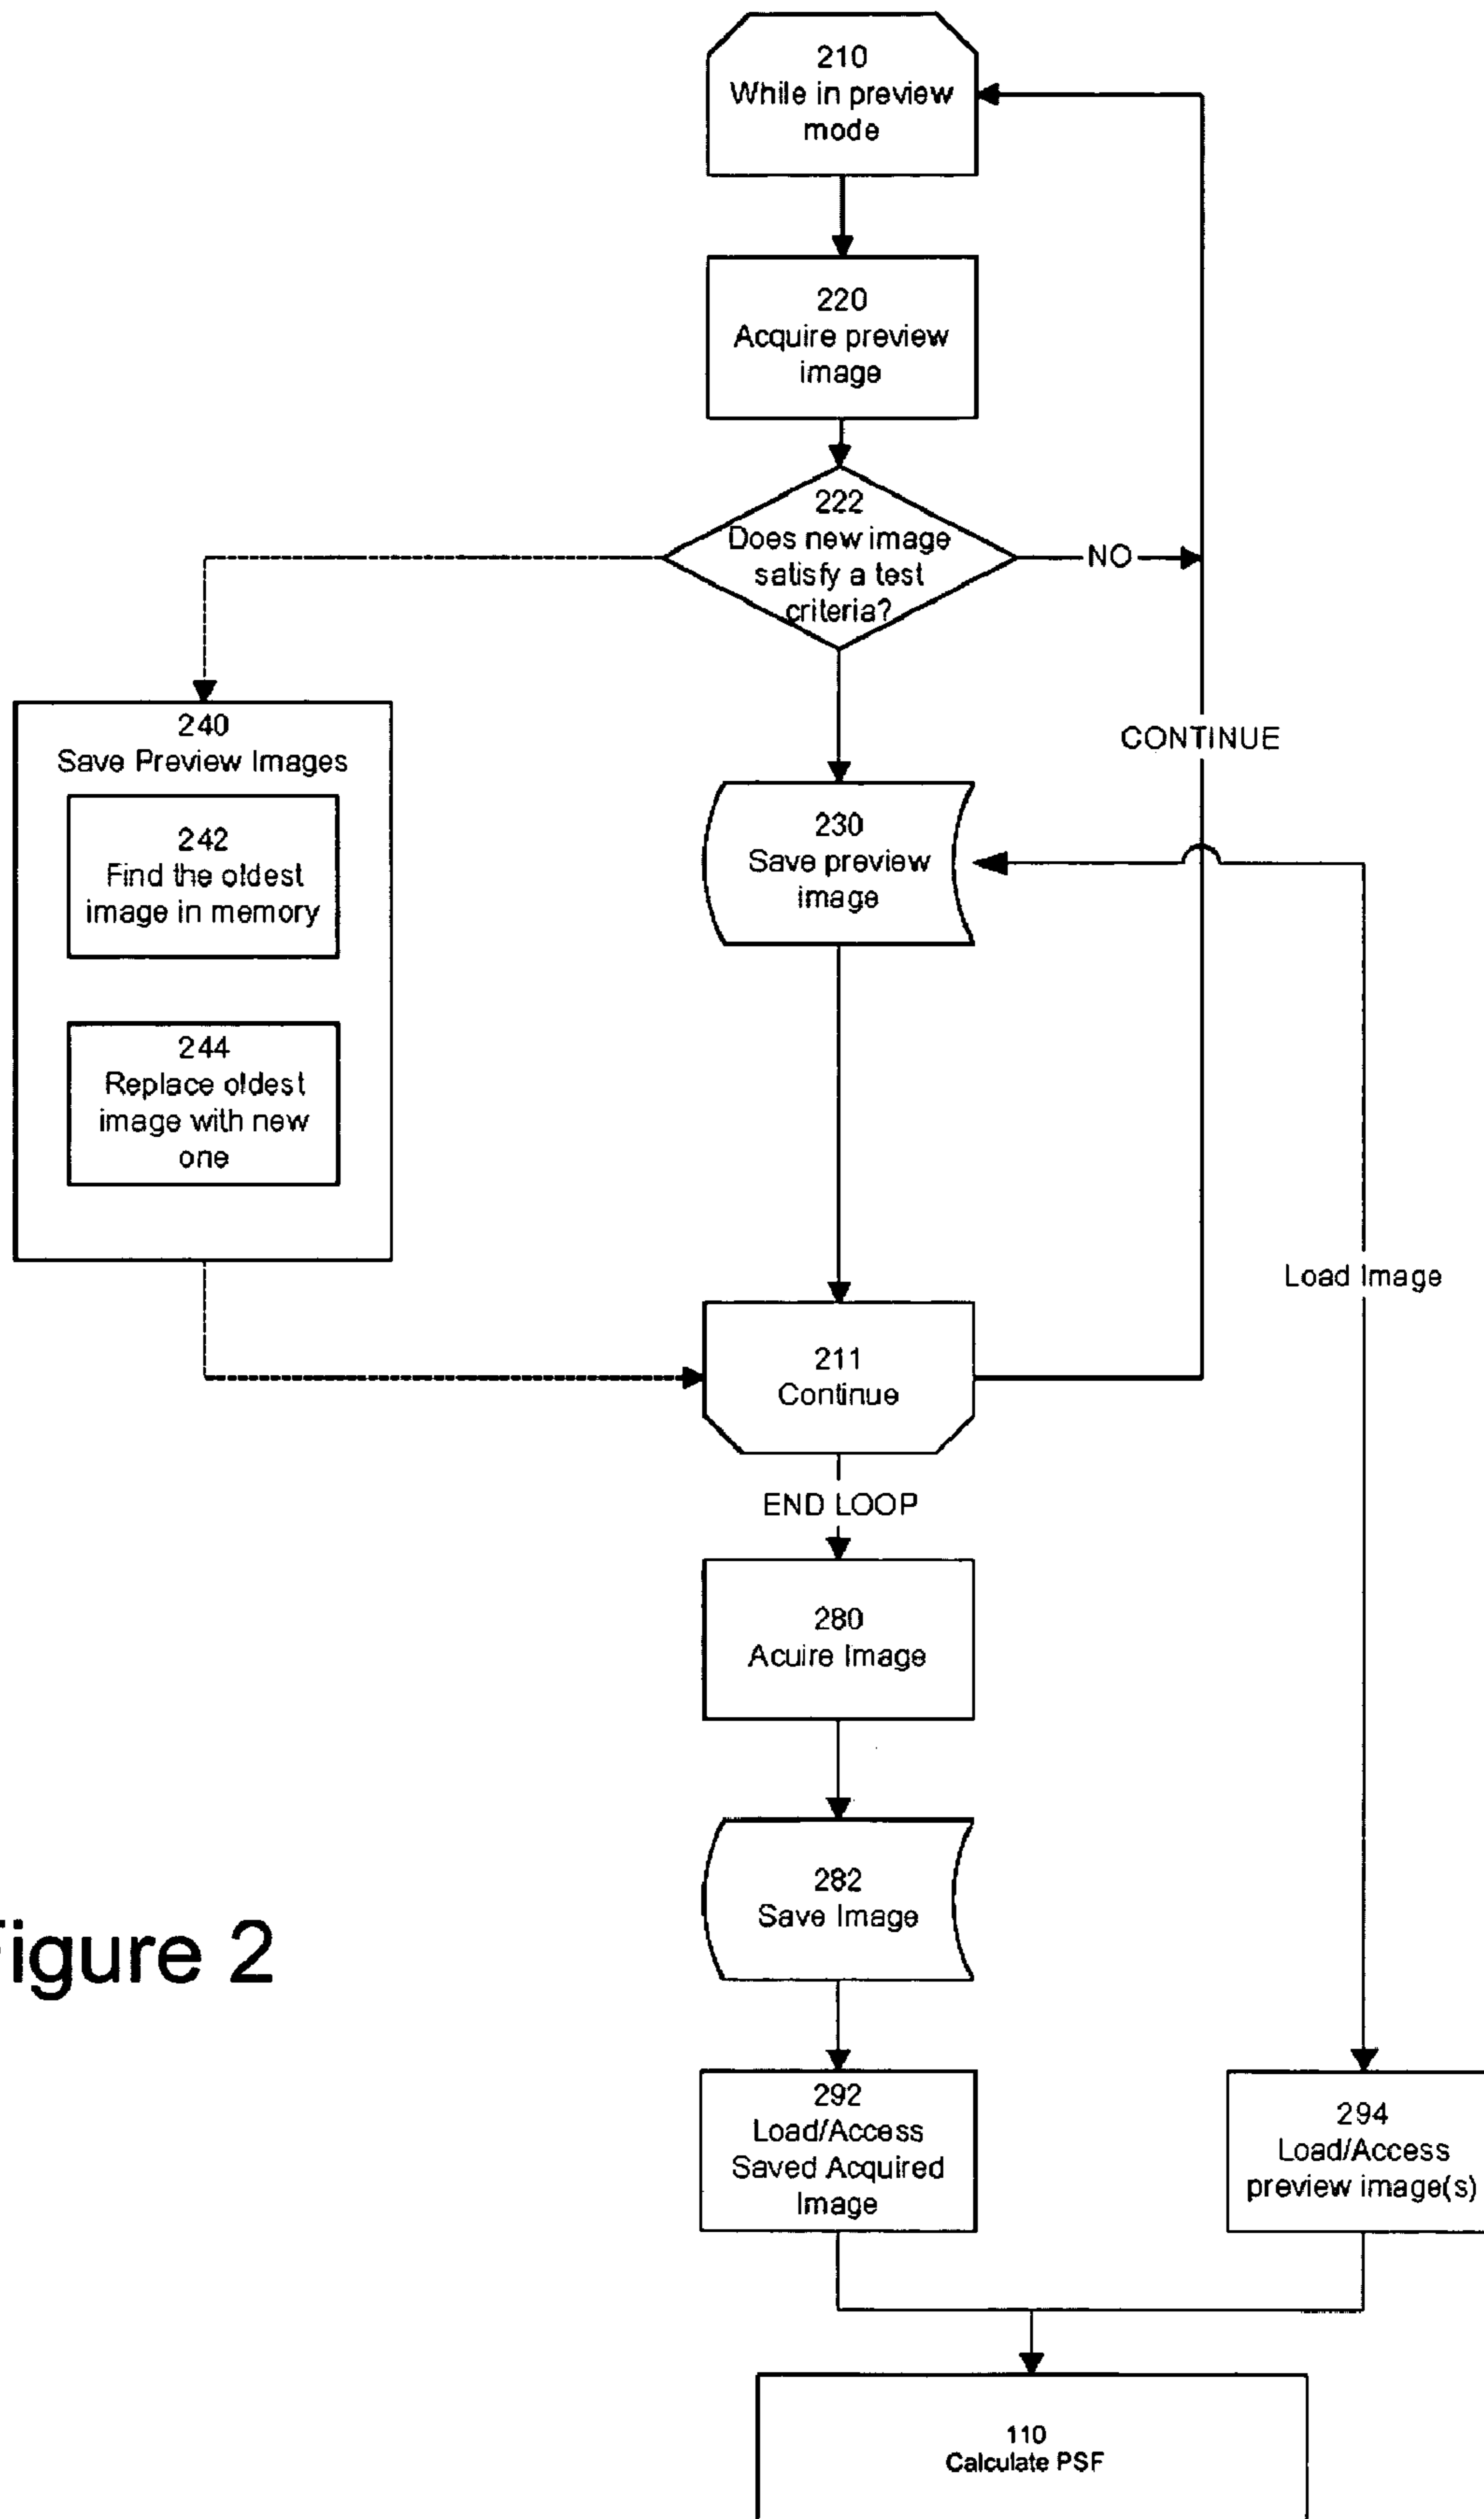 210
While in preview
mode
220
Acquire preview
image
222
Does new image
satisfy a test
criteria?
NO
240
Save Preview Images
242
Find the oldest
image in memory
244
Replace oldest
image with new
one
CONTINUE
230
Save preview
image
Load Image
211
Continue
END LOOP
280
Acuire Image
282
Save Image
igure 2
292
Load/Access
Saved Acquired
Image
294
Load/Access
preview image(s)
110
Calculate PSF